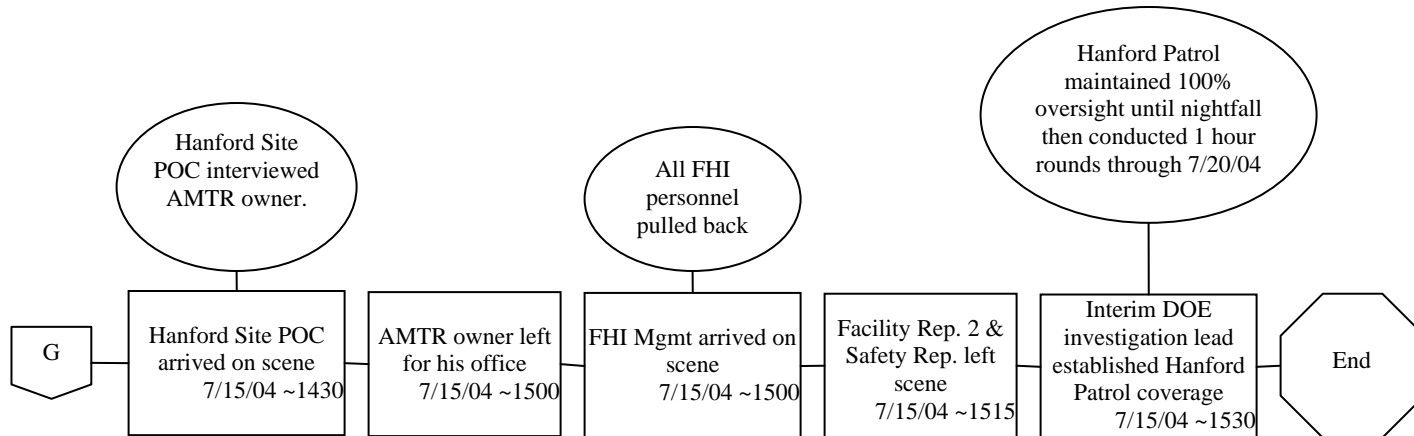 Hanford Patrol
maintained 100%
oversight until nightfall
then conducted 1 hour
rounds through 7/20/04
Hanford Site
POC interviewed
AMTR owner.
All FHI
personnel
pulled back
G
Hanford Site POC
arrived on scene
7/15/04 ~1430
AMTR owner left
for his office
7/15/04 ~1500
FHI Mgmt arrived on
scene
7/15/04 ~1500
Facility Rep. 2 &
Safety Rep. left
scene
7/15/04 ~1515
Interim DOE
investigation lead
established Hanford
Patrol coverage
7/15/04 ~1530
End